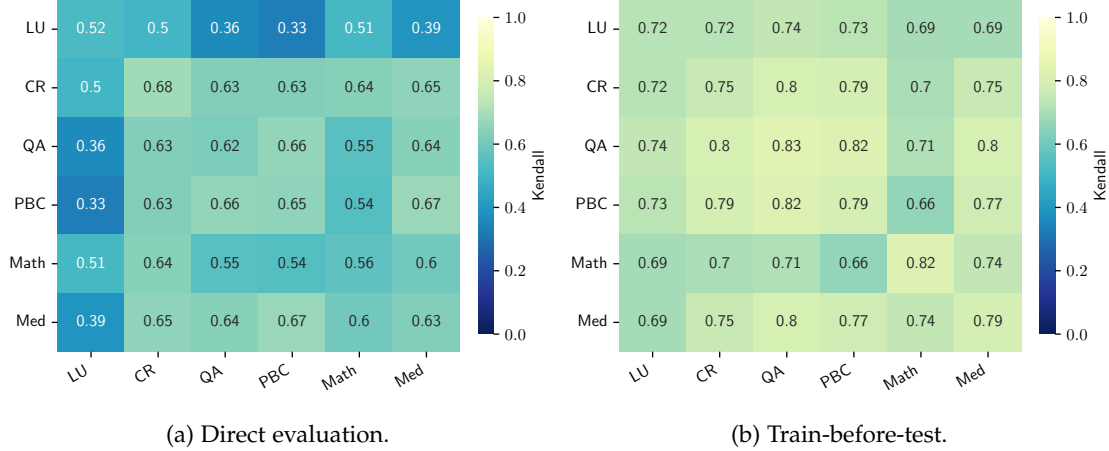 LU 0.52 0.5 0.36 0.33 0.51 0.39
CR 0.5 0.68 0.63 0.63 0.64 0.65
QA 0.36 0.63 0.62 0.66 0.55 0.64
PBC 0.33 0.63 0.66 0.65 0.54 0.67
Math 0.51 0.64 0.55 0.54 0.56 0.6
Med 0.39 0.65 0.64 0.67 0.6 0.63
LU CR QA PBC Math Med
1.0
0.8
0.6
0.4
0.2
0.0
Kendall
(a) Direct evaluation.
LU 0.72 0.72 0.74 0.73 0.69 0.69
CR 0.72 0.75 0.8 0.79 0.7 0.75
QA 0.74 0.8 0.83 0.82 0.71 0.8
PBC 0.73 0.79 0.82 0.79 0.66 0.77
Math 0.69 0.7 0.71 0.66 0.82 0.74
Med 0.69 0.75 0.8 0.77 0.74 0.79
LU CR QA PBC Math Med
1.0
0.8
0.6
0.4
0.2
0.0
Kendall
(b) Train-before-test.